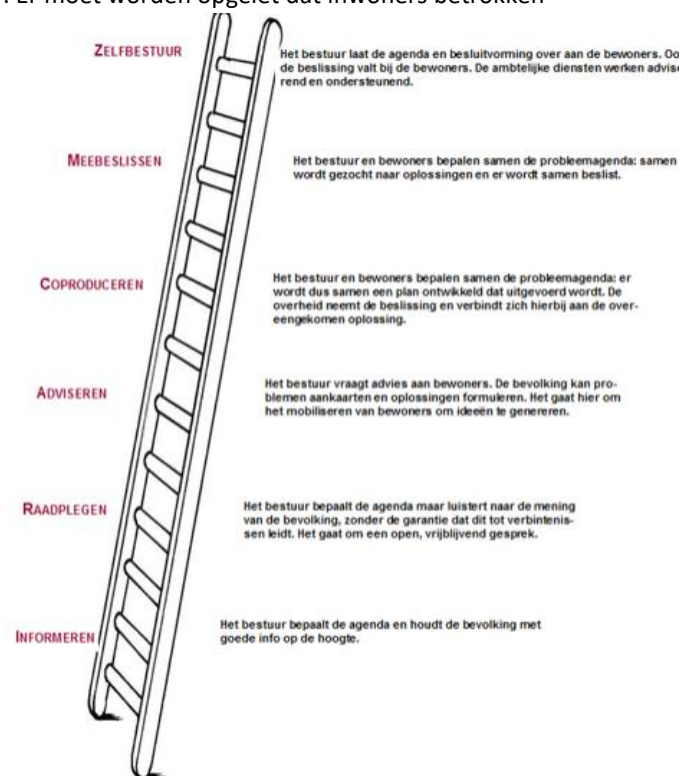 . Er moet worden opgelet dat inwoners betrokken
ZELFBESTUUR
Het bestuur laat de agenda en besluitvorming over aan de bewoners. Oo
de beslissing valt bij de bewoners. De ambtelijke diensten werken advise
rend en ondersteunend.
MEEBESLISSEN
Het bestuur en bewoners bepalen samen de probleemagenda: samen
wordt gezocht naar oplossingen en er wordt samen beslist.
COPRODUCEREN
Het bestuur en bewoners bepalen samen de probleemagenda: er
wordt dus samen een plan ontwikkeld dat uitgevoerd wordt. De
overheid neemt de beslissing en verbindt zich hierbij aan de over-
eengekomen oplossing.
ADVISEREN
Het bestuur vraagt advies aan bewoners. De bevolking kan pro-
blemen aankaarten en oplossingen formuleren. Het gaat hier om
het mobiliseren van bewoners om ideeën te genereren.
RAADPLEGEN
Het bestuur bepaalt de agenda maar luistert naar de mening
van de bevolking, zonder de garantie dat dit tot verbintenis-
sen leidt. Het gaat om een open, vrijblijvend gesprek.
INFORMEREN
Het bestuur bepaalt de agenda en houdt de bevolking met
goede info op de hoogte.